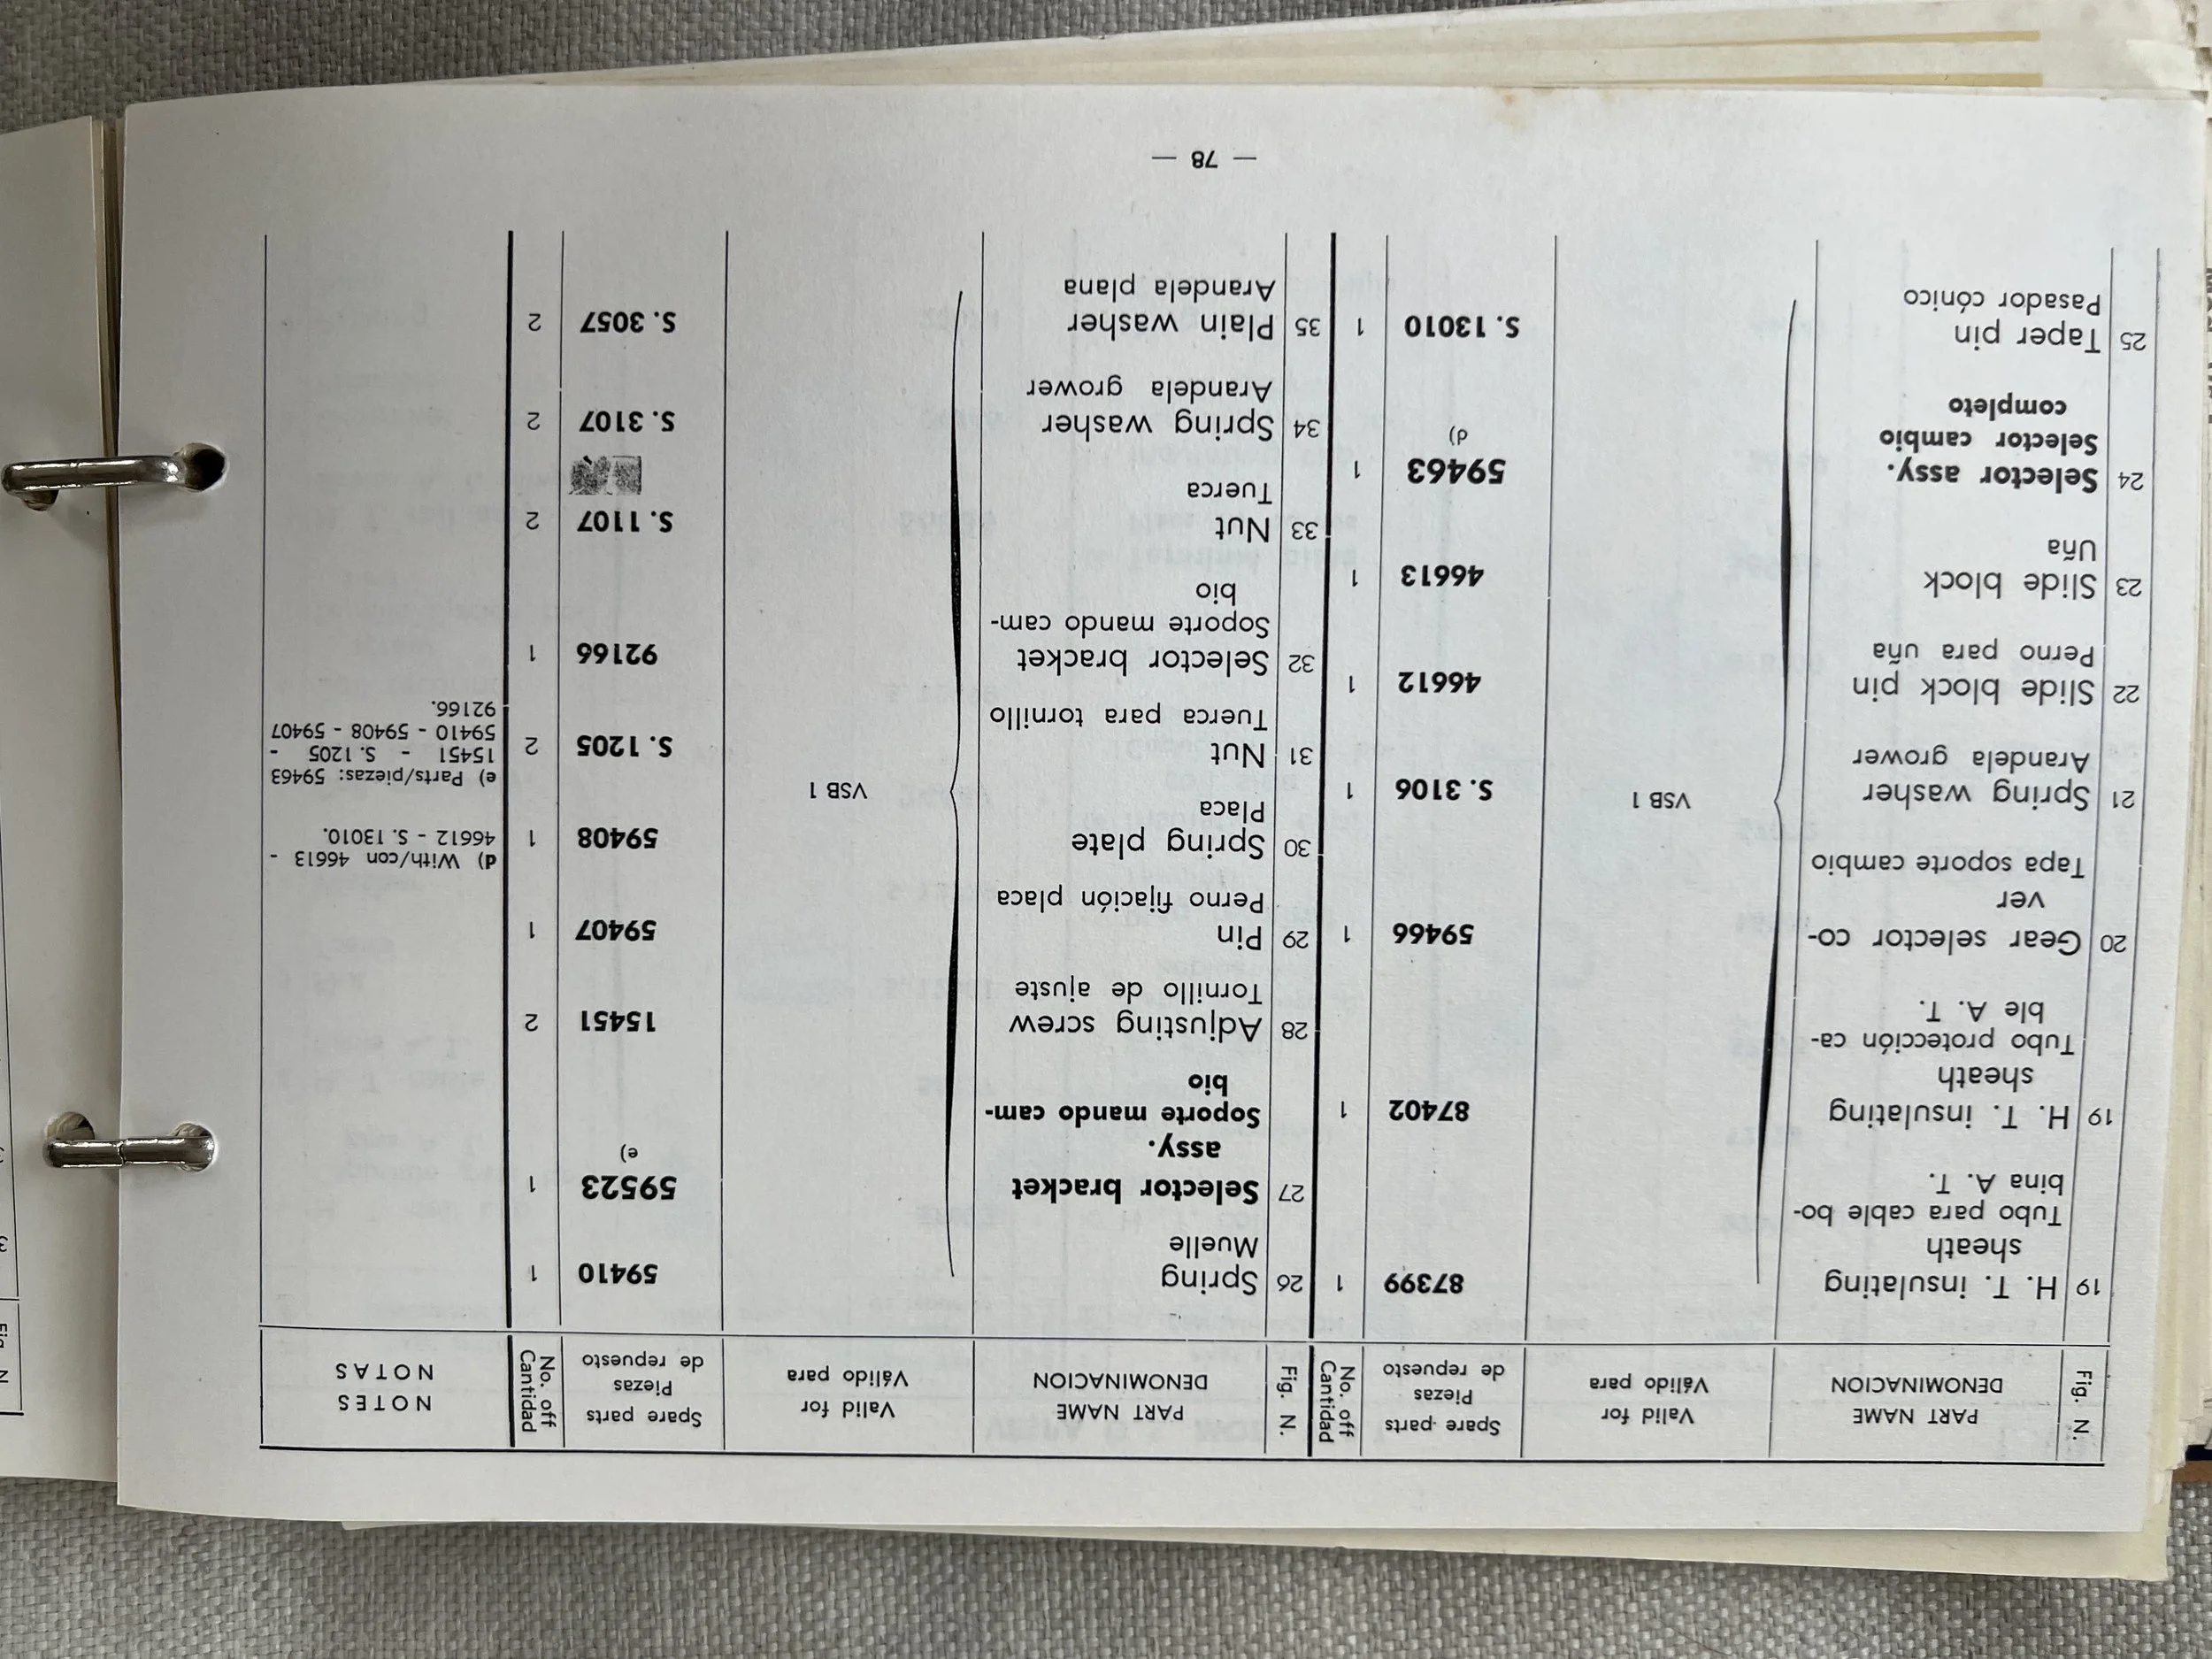 Fig. N.
PART NAME
DENOMINACION
Valid for
Válido para
Spare parts
Piezas
de repuesto
No. off
Cantidad
Fig. N.
PART NAME
DENOMINACION
Valid for
Válido para
Spare parts
Piezas
de repuesto
No. off
Cantidad
NOTES
NOTAS
19 H. T. insulating 87399 1
sheath
Tubo para cable bo-
bina A. T.
19 H. T. insulating 87402 1
sheath
Tubo protección ca-
ble A. T.
20 Gear selector co- 59466 1
ver
Tapa soporte cambio
21 Spring washer VSB 1 S. 3106 1
Arandela grower
22 Slide block pin 46612 1
Perno para uña
23 Slide block 46613 1
Uña
24 Selector assy. 59463 1
Selector cambio d)
completo
25 Taper pin S. 13010 1
Pasador cónico
26 Spring 59410 1
Muelle
27 Selector bracket 59523 1
assy. e)
Soporte mando cam-
bio
28 Adjusting screw 15451 2
Tornillo de ajuste
29 Pin 59407 1
Perno fijación placa
30 Spring plate 59408 1
Placa
31 Nut VSB 1 S. 1205 2
Tuerca para tornillo
32 Selector bracket 92166 1
Soporte mando cam-
bio
33 Nut S. 1107 2
Tuerca
34 Spring washer S. 3107 2
Arandela grower
35 Plain washer S. 3057 2
Arandela plana
d) With/con 46613 -
46612 - S. 13010.
e) Parts/piezas: 59463
15451 - S. 1205 -
59410 - 59408 - 59407
92166.
— 78 —